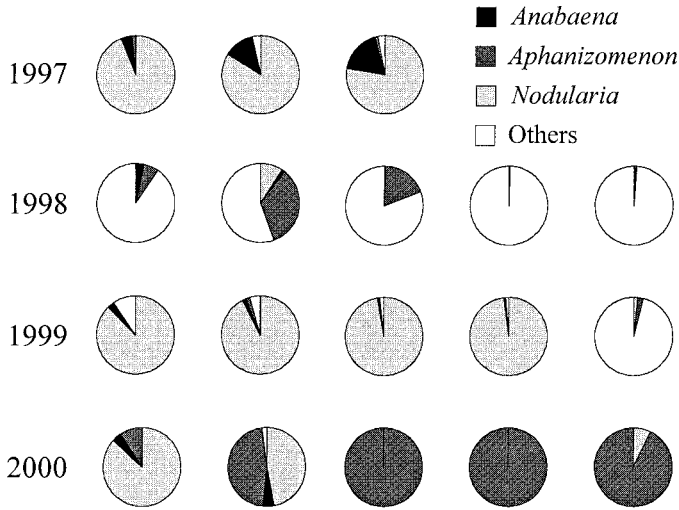 Anabaena
1997
Aphanizomenon
Nodularia
Others
1998
1999
2000